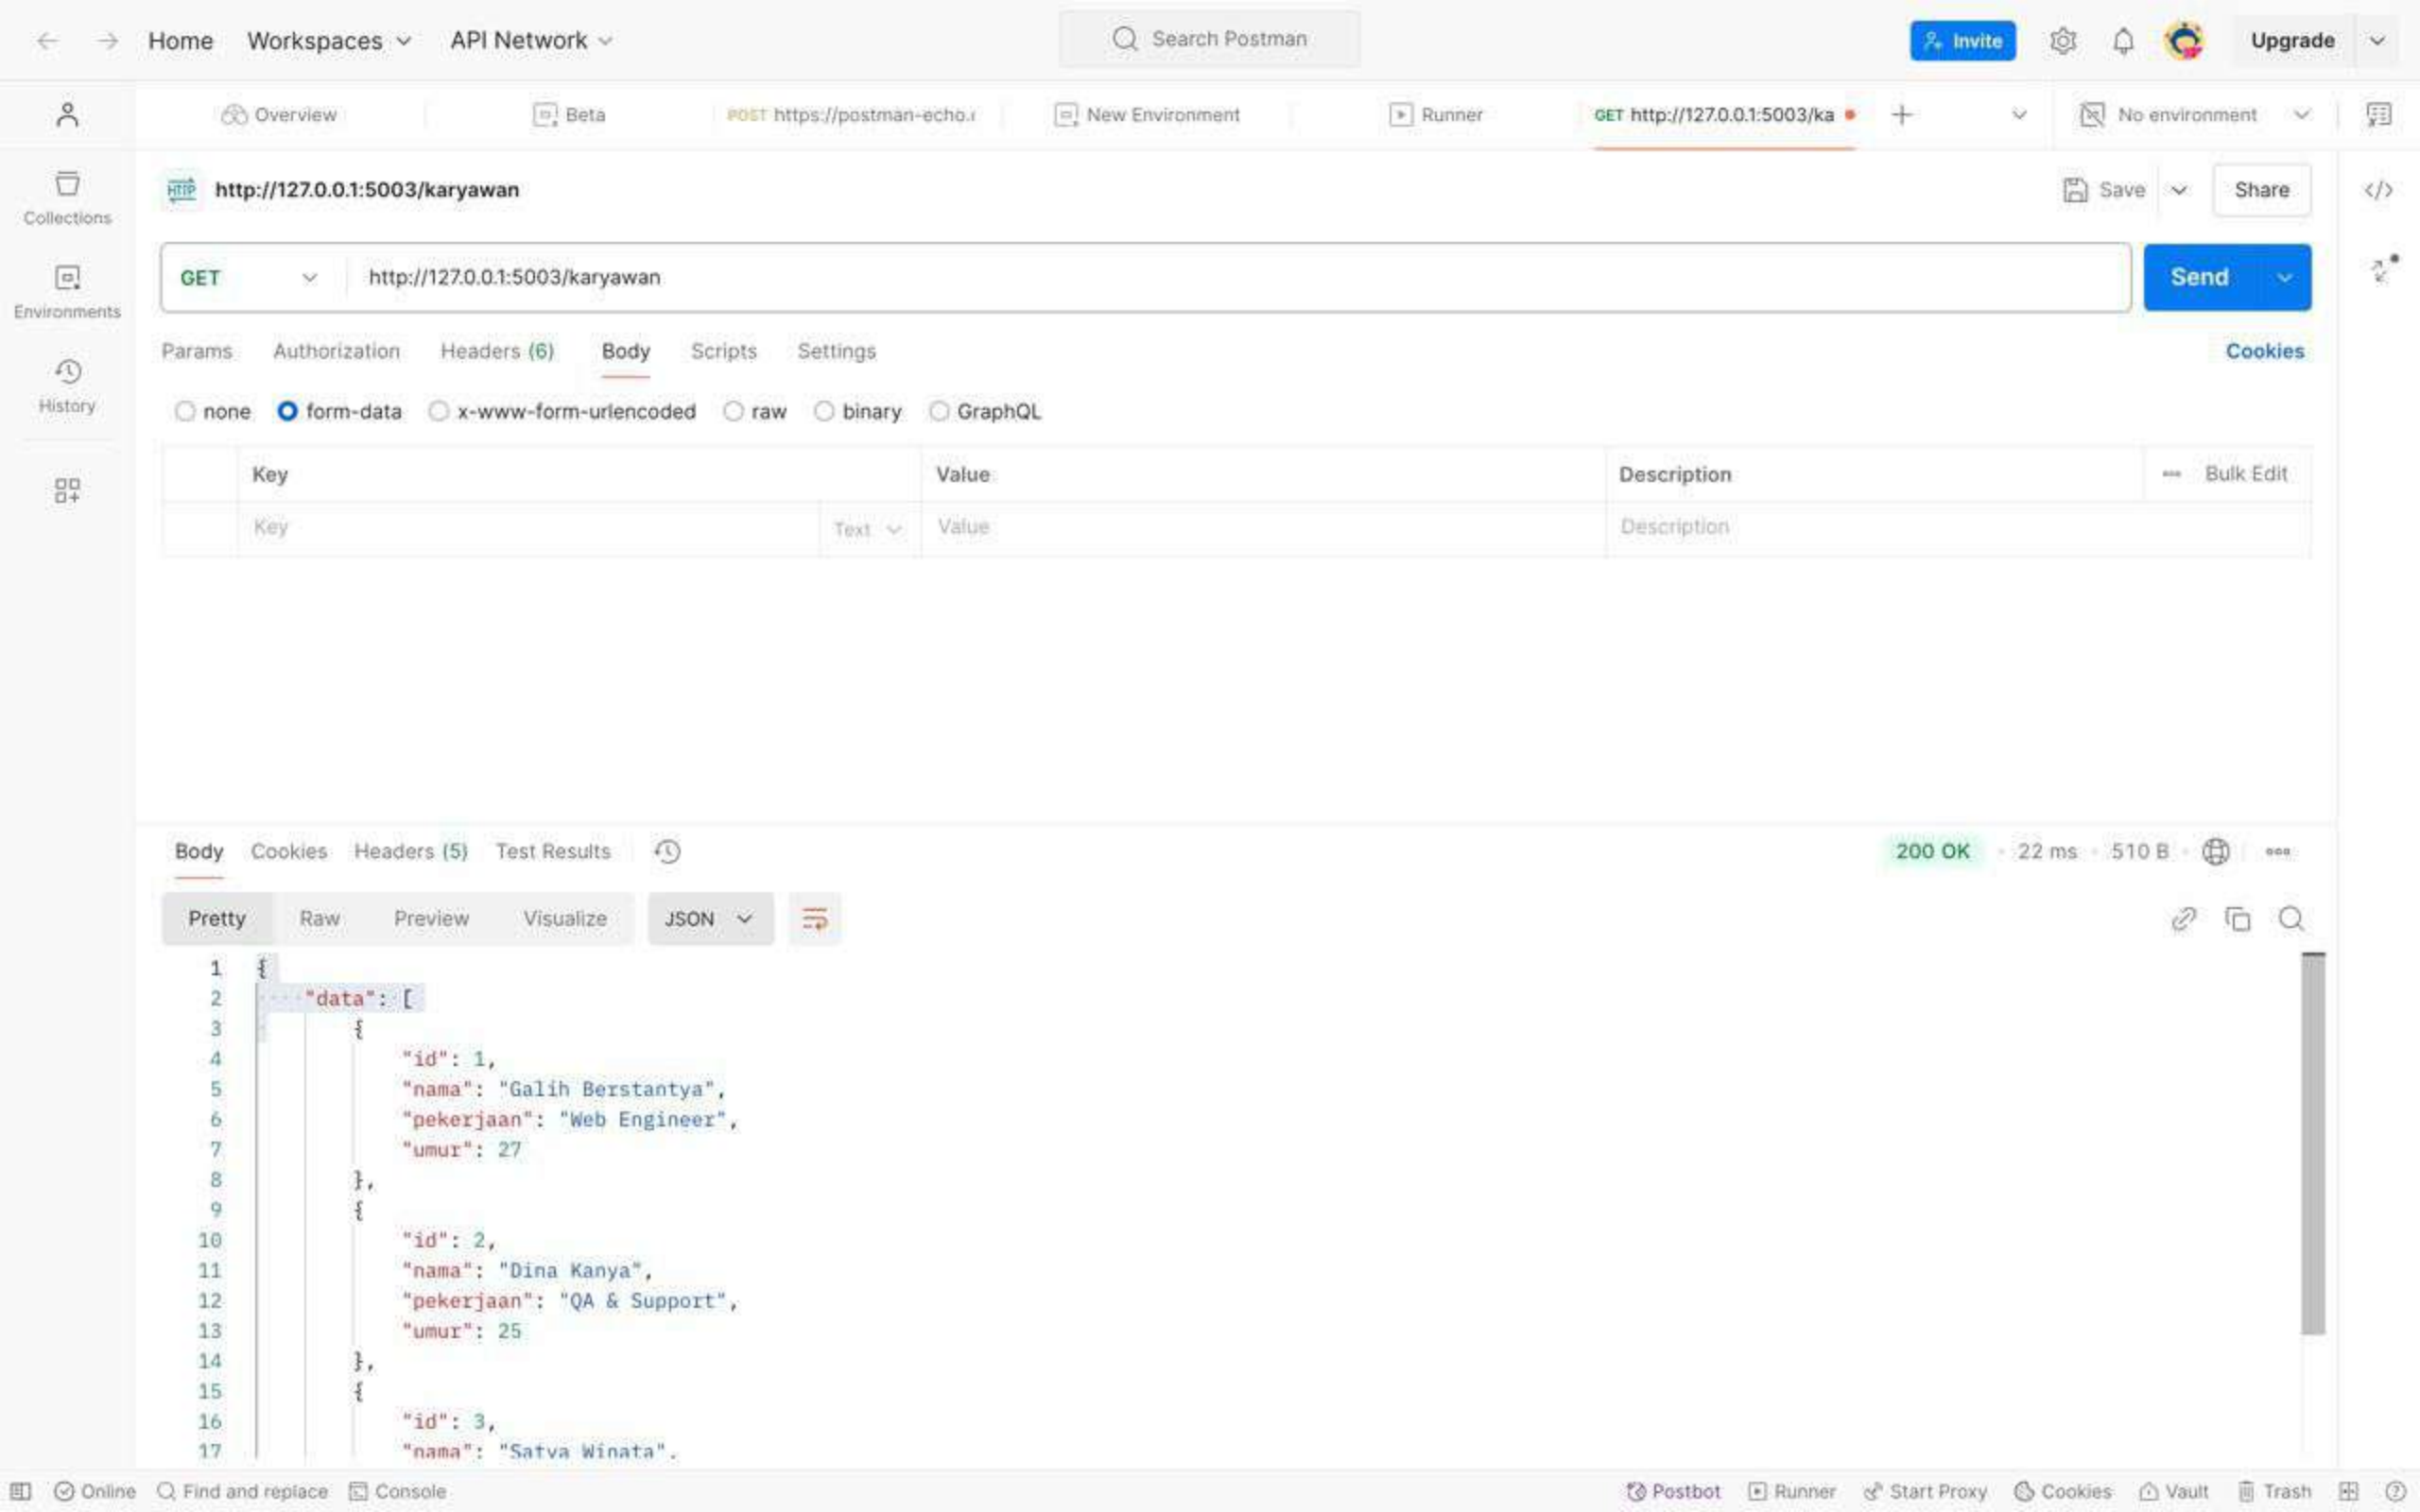 Home Workspaces API Network Search Postman Invite Upgrade
Overview Beta POST https://postman-echo. New Environment Runner GET http://127.0.0.1:5003/ka No environment
HTTP http://127.0.0.1:5003/karyawan Save Share </>
Collections
GET http://127.0.0.1:5003/karyawan Send
Environments
Params Authorization Headers (6) Body Scripts Settings Cookies
History
none form-data x-www-form-urlencoded raw binary GraphQL
Key Value Description Bulk Edit
Key Text Value Description
Body Cookies Headers (5) Test Results 200 OK 22 ms 510 B
Pretty Raw Preview Visualize JSON
1 {
2 "data": [
3 {
4 "id": 1,
5 "nama": "Galih Berstantya",
6 "pekerjaan": "Web Engineer",
7 "umur": 27
8 },
9 {
10 "id": 2,
11 "nama": "Dina Kanya",
12 "pekerjaan": "QA & Support",
13 "umur": 25
14 },
15 {
16 "id": 3,
17 "nama": "Satya Winata",
Online Find and replace Console Postbot Runner Start Proxy Cookies Vault Trash